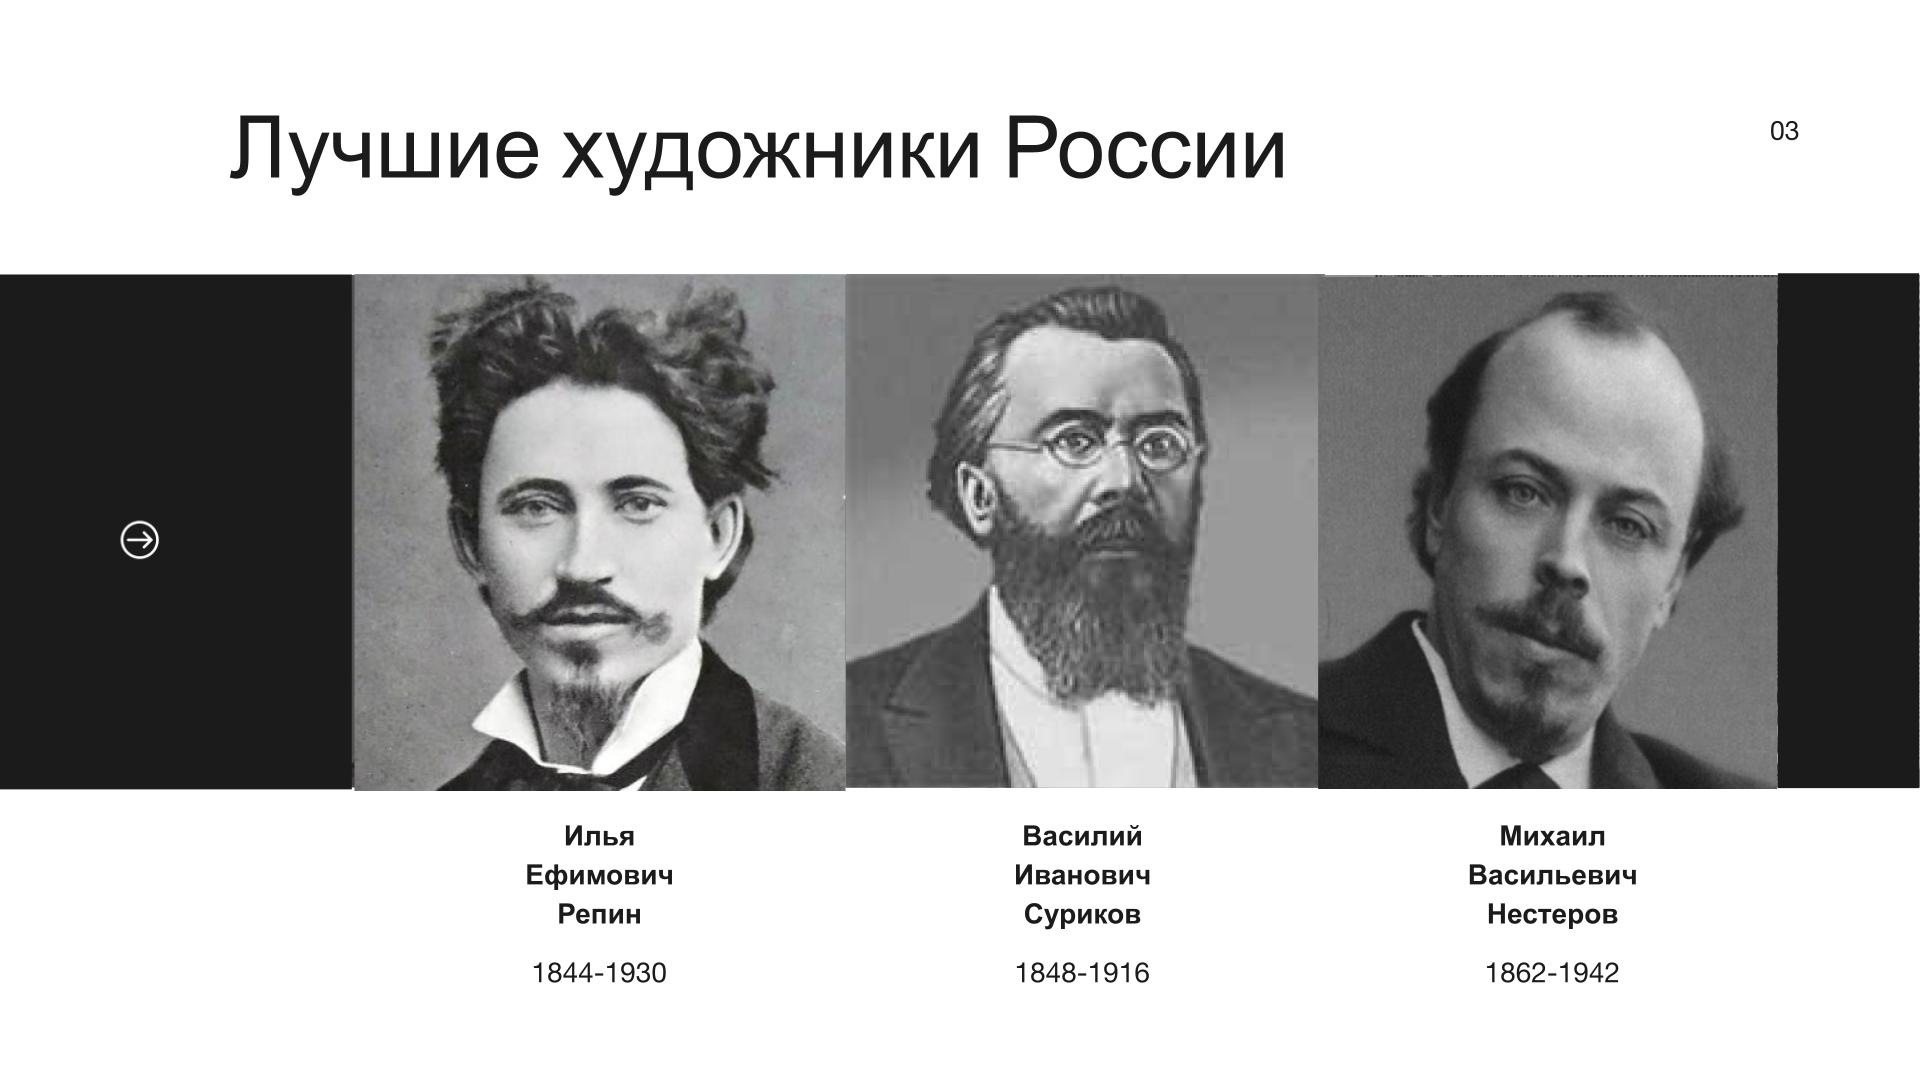 Лучшие художники России
03
Илья
Ефимович
Репин
1844-1930
Василий
Иванович
Суриков
1848-1916
Михаил
Васильевич
Нестеров
1862-1942